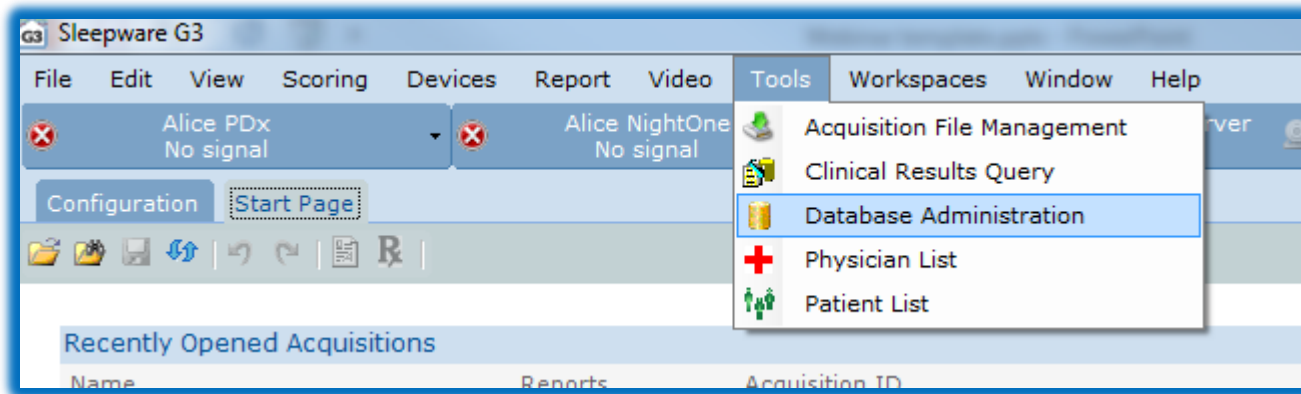 G3 Sleepware G3
File Edit View Scoring Devices Report Video Tools Workspaces Window Help
Alice PDx
No signal
Alice NightOne
No signal
rver
Acquisition File Management
Clinical Results Query
Database Administration
Physician List
Patient List
Configuration Start Page
Recently Opened Acquisitions
Name Reports Acquisition ID